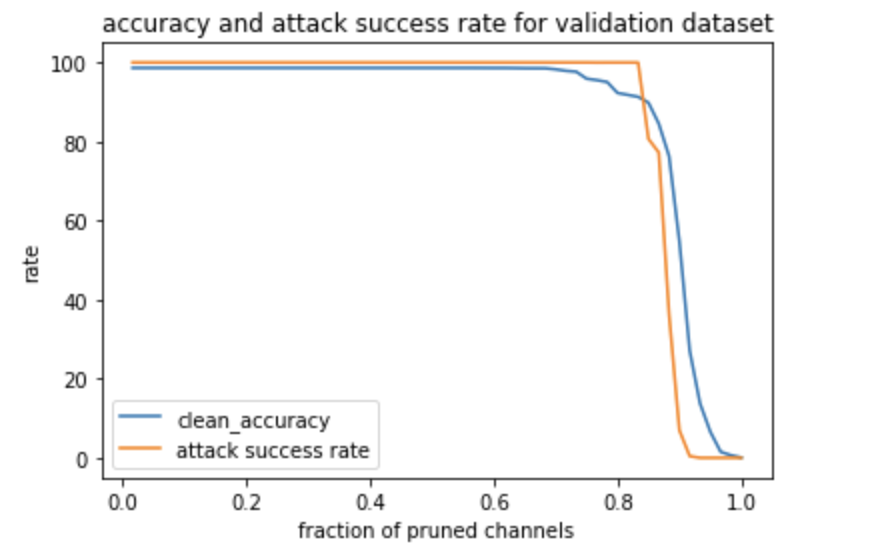 accuracy and attack success rate for validation dataset
100
80
60
40
20
0
rate
clean_accuracy
attack success rate
0.0 0.2 0.4 0.6 0.8 1.0
fraction of pruned channels